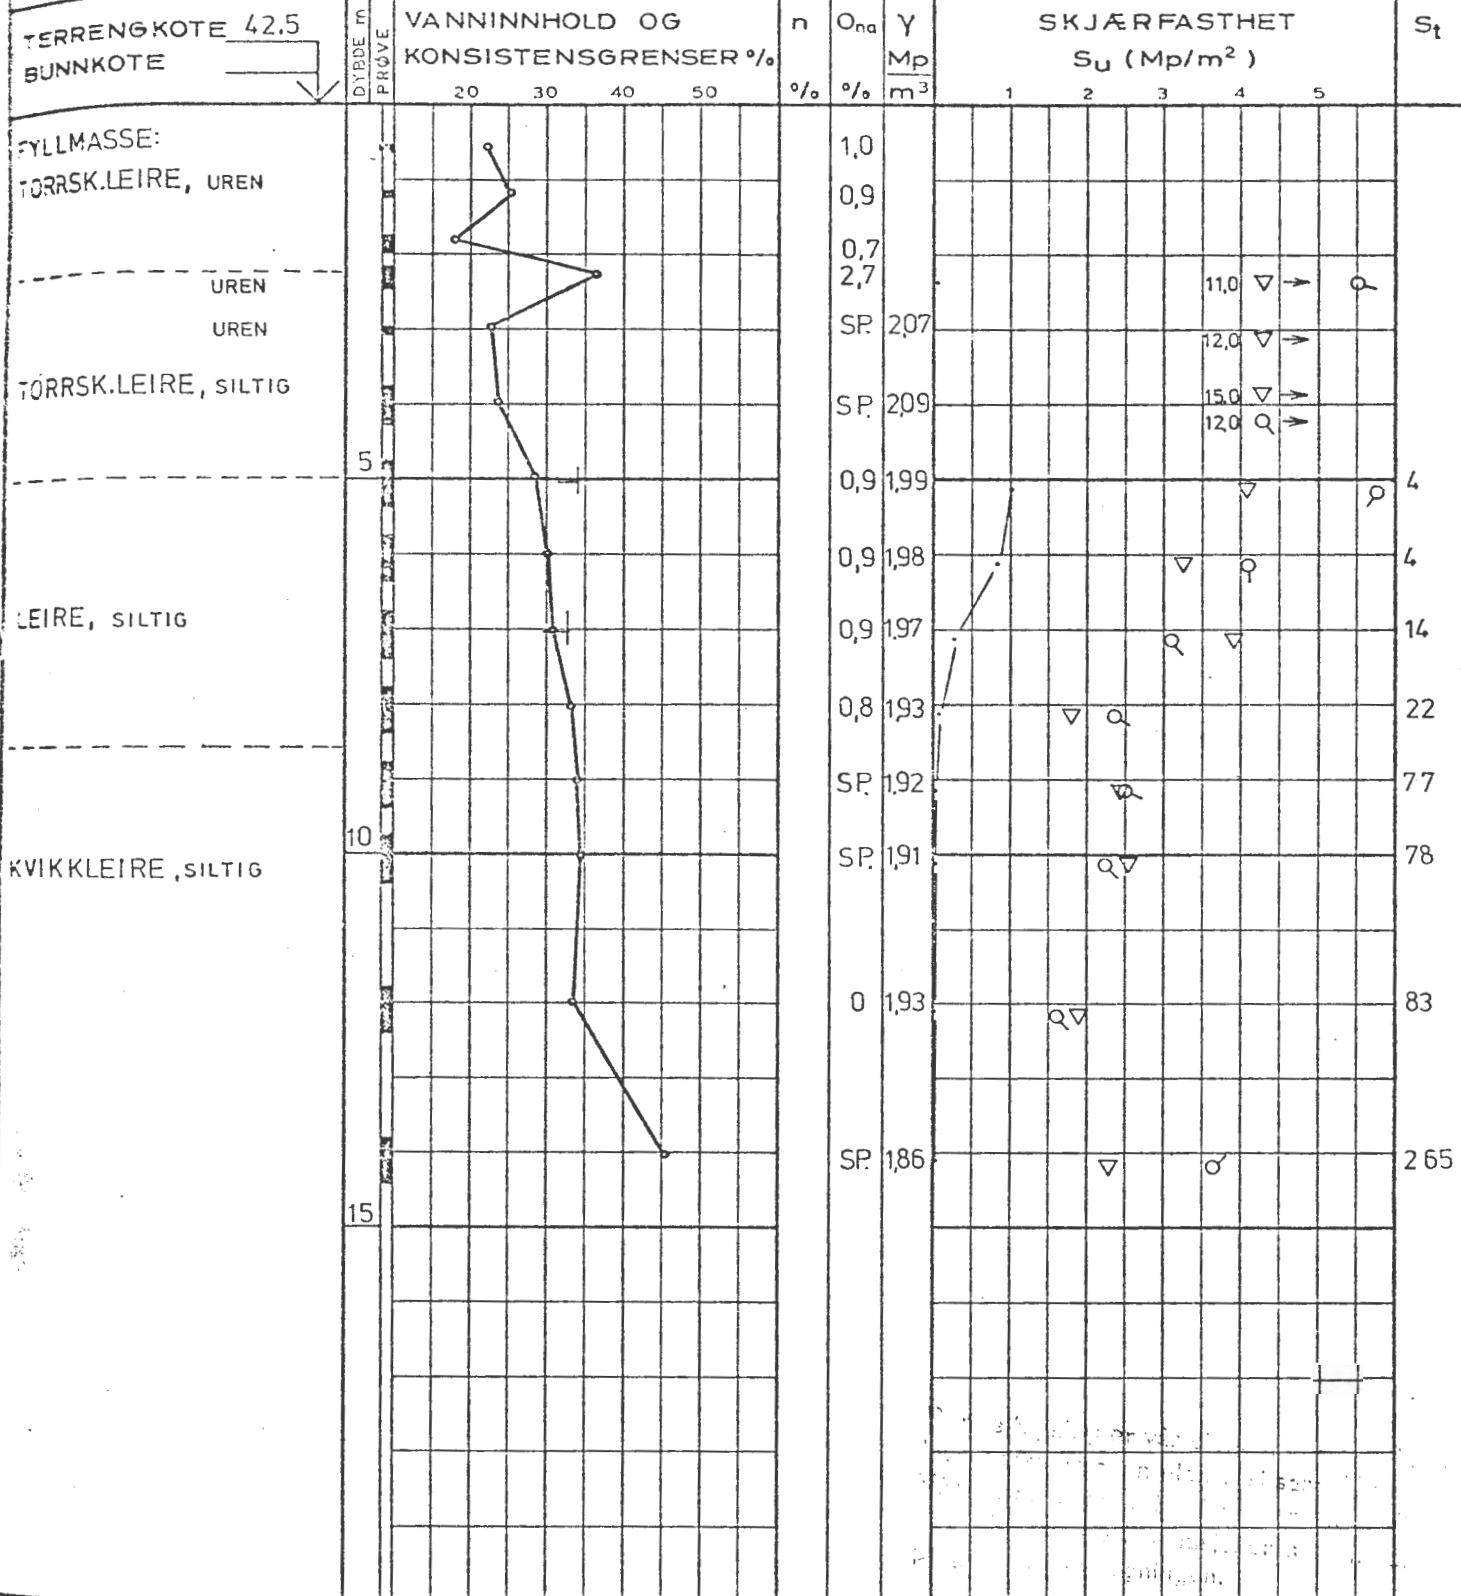 TERRENGKOTE 42.5
BUNNKOTE
DYBDE m
PRØVE
VANNINNHOLD OG
KONSISTENSGRENSER %
20 30 40 50
n
%
Ona
%
γ
Mp
m³
SKJÆRFASTHET
Su (Mp/m²)
1 2 3 4 5
St
FYLLMASSE:
1,0
TØRRSK.LEIRE, UREN
0,9
0,7
2,7
UREN
11,0
UREN
SP. 2,07
12,0
TØRRSK.LEIRE, SILTIG
15.0
SP. 2,09
12,0
5
0,9 1,99 4
0,9 1,98 4
LEIRE, SILTIG
0,9 1,97 14
0,8 1,93 22
SP. 1,92 77
10
SP. 1,91 78
KVIKKLEIRE, SILTIG
0 1,93 83
SP. 1,86 265
15